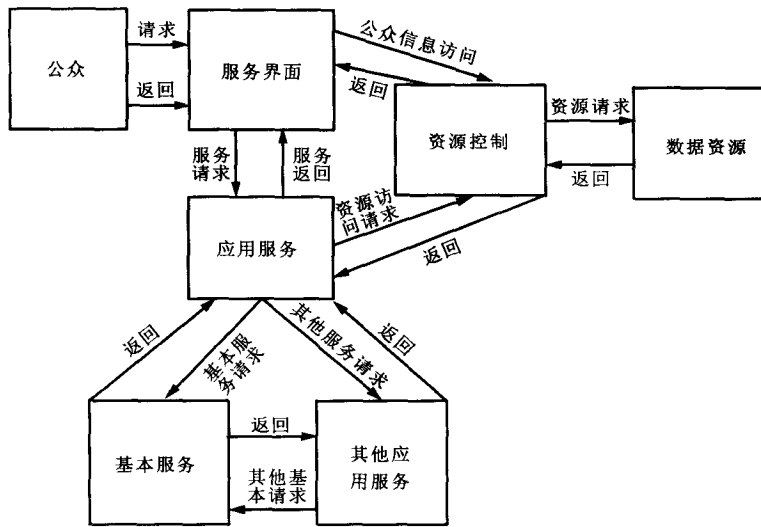 公众
请求
返回
服务界面
公众信息访问
返回
资源控制
资源请求
返回
数据资源
服务
请求
服务
返回
资源访
问请求
返回
应用服务
返回
基本服
务请求
其他服务请求
返回
基本服务
返回
其他基
本请求
其他应
用服务